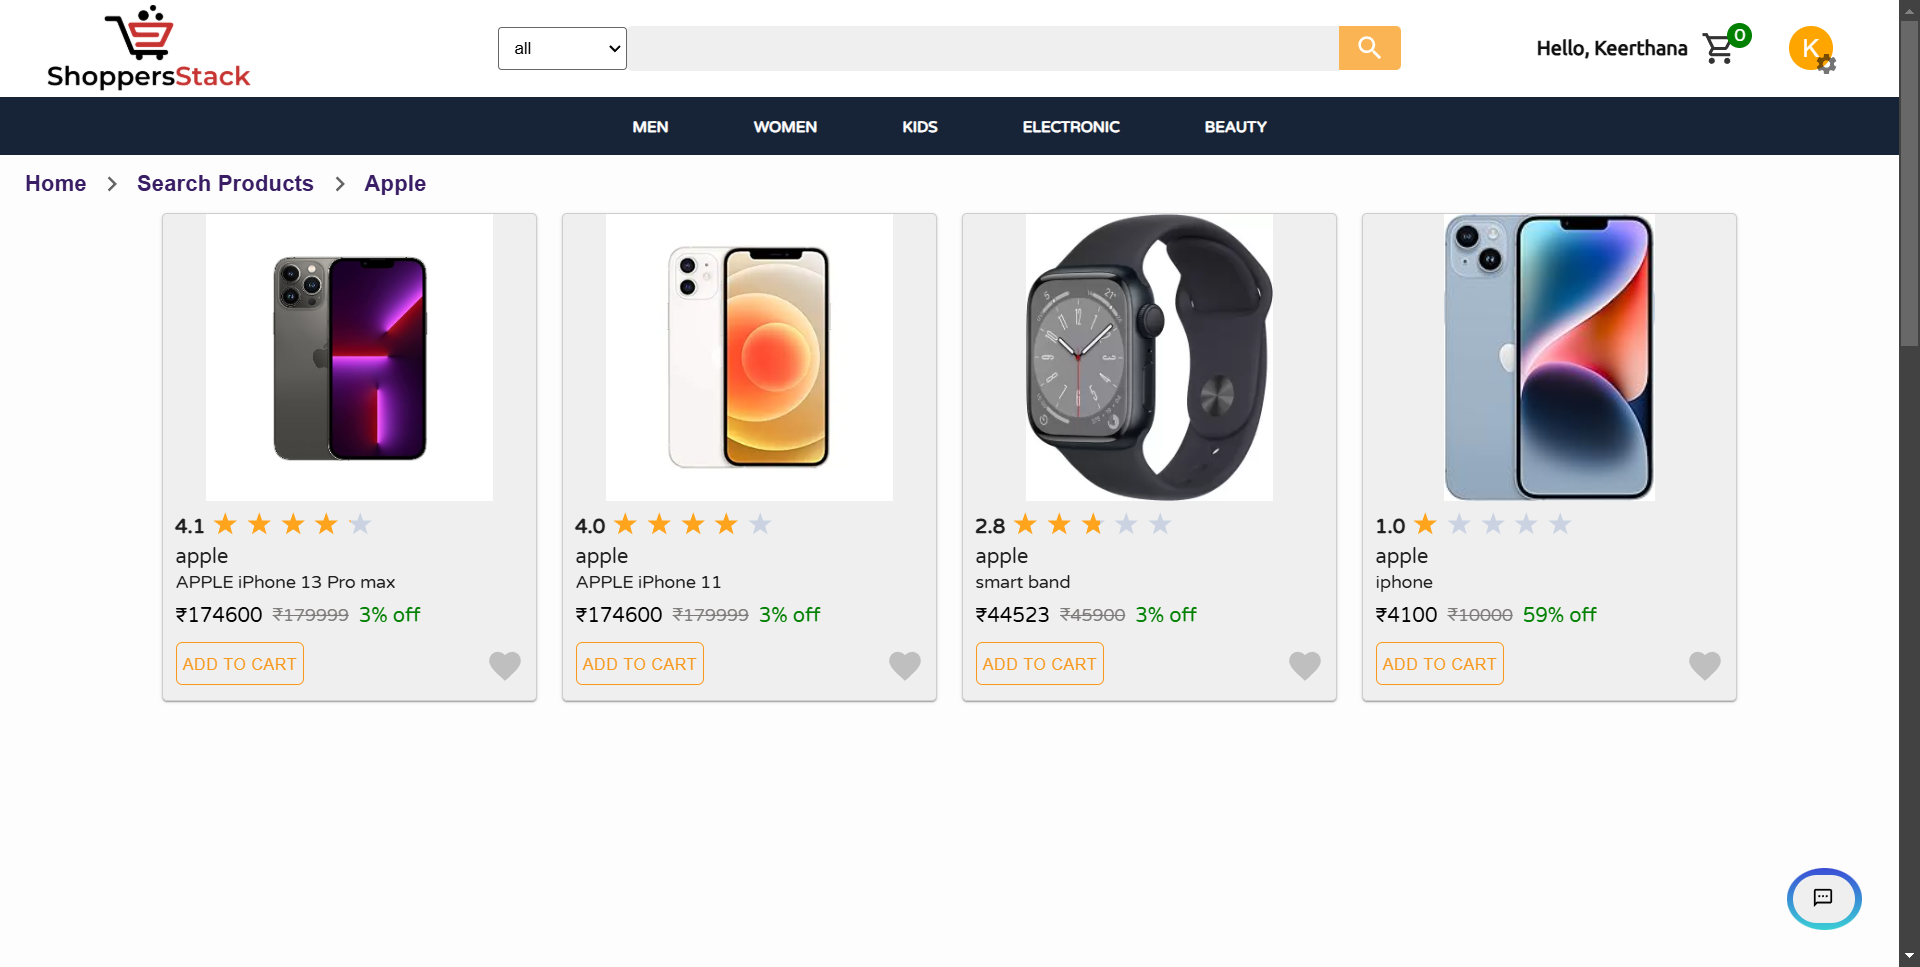 ShoppersStack
all
Hello, Keerthana
0
K
MEN WOMEN KIDS ELECTRONIC BEAUTY
Home > Search Products > Apple
4.1
apple
APPLE iPhone 13 Pro max
₹174600 ₹179999 3% off
ADD TO CART
4.0
apple
APPLE iPhone 11
₹174600 ₹179999 3% off
ADD TO CART
2.8
apple
smart band
₹44523 ₹45900 3% off
ADD TO CART
1.0
apple
iphone
₹4100 ₹10000 59% off
ADD TO CART